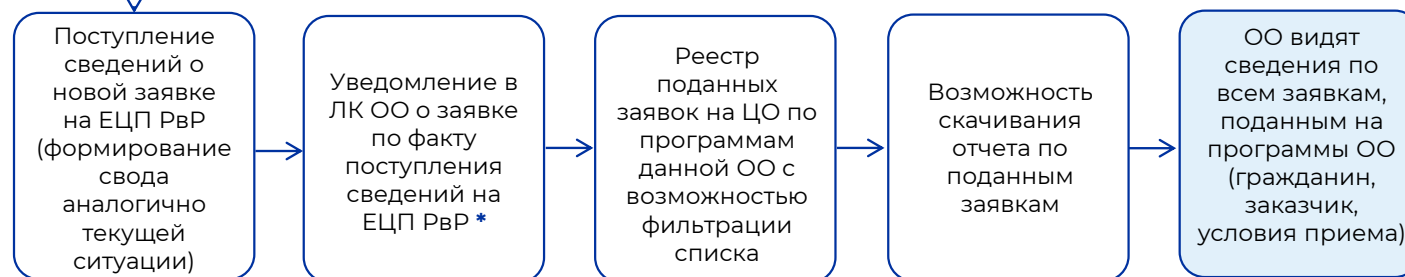 Поступление
сведений о
новой заявке
на ЕЦП РвР
(формирование
свода
аналогично
текущей
ситуации)
Уведомление в
ЛК ОО о заявке
по факту
поступления
сведений на
ЕЦП РвР *
Реестр
поданных
заявок на ЦО по
программам
данной ОО с
возможностью
фильтрации
списка
Возможность
скачивания
отчета по
поданным
заявкам
ОО видят
сведения по
всем заявкам,
поданным на
программы ОО
(гражданин,
заказчик,
условия приема)